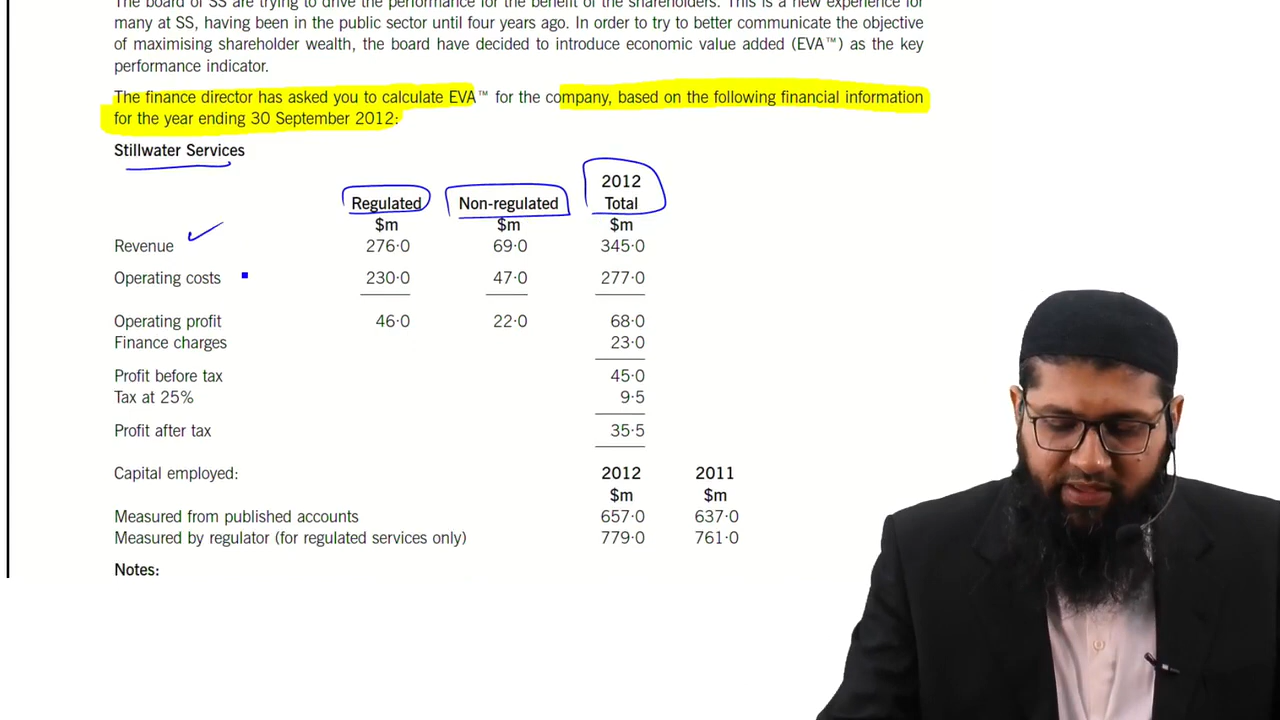 The board of SS are trying to drive the performance for the benefit of the shareholders. This is a new experience for
many at SS, having been in the public sector until four years ago. In order to try to better communicate the objective
of maximising shareholder wealth, the board have decided to introduce economic value added (EVA™) as the key
performance indicator.
The finance director has asked you to calculate EVA™ for the company, based on the following financial information
for the year ending 30 September 2012:
Stillwater Services
2012
Regulated Non-regulated Total
$m $m $m
Revenue 276·0 69·0 345·0
Operating costs 230·0 47·0 277·0
Operating profit 46·0 22·0 68·0
Finance charges 23·0
Profit before tax 45·0
Tax at 25% 9·5
Profit after tax 35·5
Capital employed: 2012 2011
$m $m
Measured from published accounts 657·0 637·0
Measured by regulator (for regulated services only) 779·0 761·0
Notes: